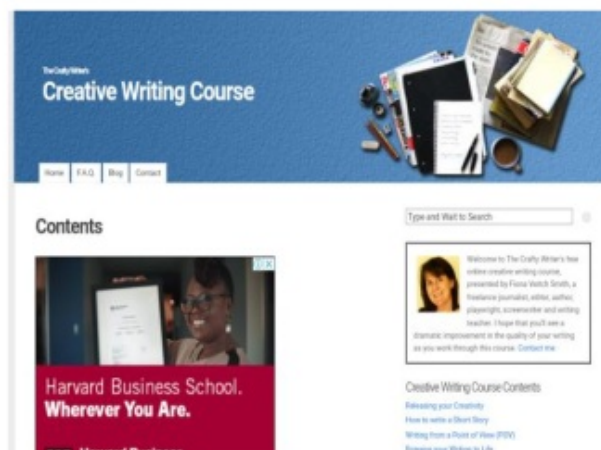 The Crafty Writer's
Creative Writing Course
Home
F.A.Q.
Blog
Contact
Contents
Type and Wait to Search
Welcome to The Crafty Writer's free
online creative writing course,
presented by Fiona Veitch Smith, a
freelance journalist, editor, author,
playwright, screenwriter and writing
teacher. I hope that you'll see a
dramatic improvement in the quality of your writing
as you work through this course. Contact me
Harvard Business School.
Wherever You Are.
Harvard Business
Creative Writing Course Contents
Releasing your Creativity
How to write a Short Story
Writing from a Point of View (POV)